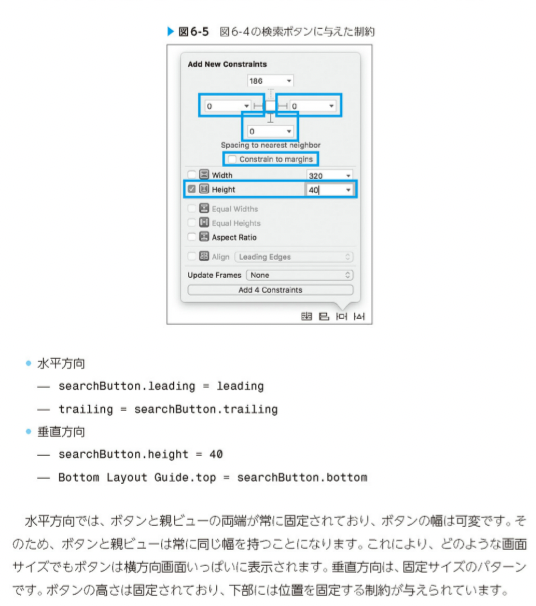 ▶ 図6-5 図6-4の検索ボタンに与えた制約
Add New Constraints
186
0 0
0
Spacing to nearest neighbor
Constrain to margins
Width 320
Height 40
Equal Widths
Equal Heights
Aspect Ratio
Align Leading Edges
Update Frames None
Add 4 Constraints
● 水平方向
— searchButton.leading = leading
— trailing = searchButton.trailing
● 垂直方向
— searchButton.height = 40
— Bottom Layout Guide.top = searchButton.bottom
水平方向では、ボタンと親ビューの両端が常に固定されており、ボタンの幅は可変です。そ
のため、ボタンと親ビューは常に同じ幅を持つことになります。これにより、どのような画面
サイズでもボタンは横方向画面いっぱいに表示されます。垂直方向は、固定サイズのパターン
です。ボタンの高さは固定されており、下部には位置を固定する制約が与えられています。